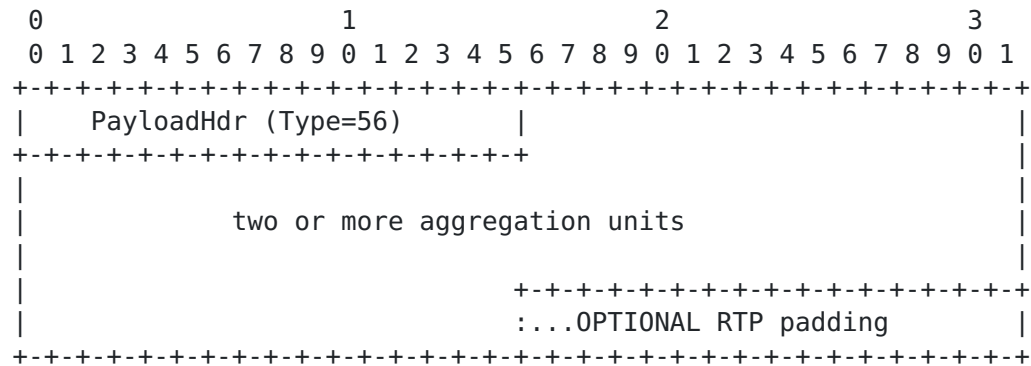 0                   1                   2                   3
 0 1 2 3 4 5 6 7 8 9 0 1 2 3 4 5 6 7 8 9 0 1 2 3 4 5 6 7 8 9 0 1
+-+-+-+-+-+-+-+-+-+-+-+-+-+-+-+-+-+-+-+-+-+-+-+-+-+-+-+-+-+-+-+-+
|    PayloadHdr (Type=56)       |                               |
+-+-+-+-+-+-+-+-+-+-+-+-+-+-+-+-+                               |
|                                                               |
|             two or more aggregation units                     |
|                                                               |
|                               +-+-+-+-+-+-+-+-+-+-+-+-+-+-+-+-+
|                               :...OPTIONAL RTP padding        |
+-+-+-+-+-+-+-+-+-+-+-+-+-+-+-+-+-+-+-+-+-+-+-+-+-+-+-+-+-+-+-+-+